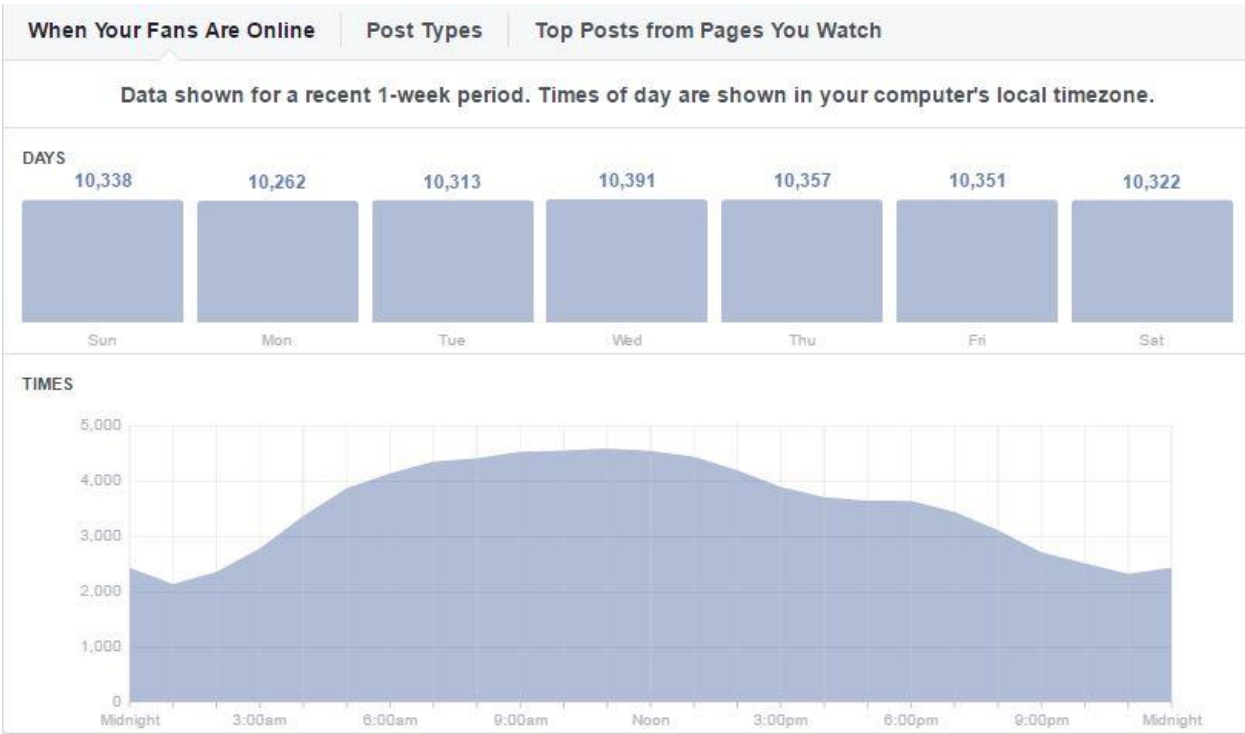 When Your Fans Are Online Post Types Top Posts from Pages You Watch
Data shown for a recent 1-week period. Times of day are shown in your computer's local timezone.
DAYS
10,338 10,262 10,313 10,391 10,357 10,351 10,322
Sun Mon Tue Wed Thu Fri Sat
TIMES
5,000
4,000
3,000
2,000
1,000
0
Midnight 3:00am 6:00am 9:00am Noon 3:00pm 6:00pm 9:00pm Midnight